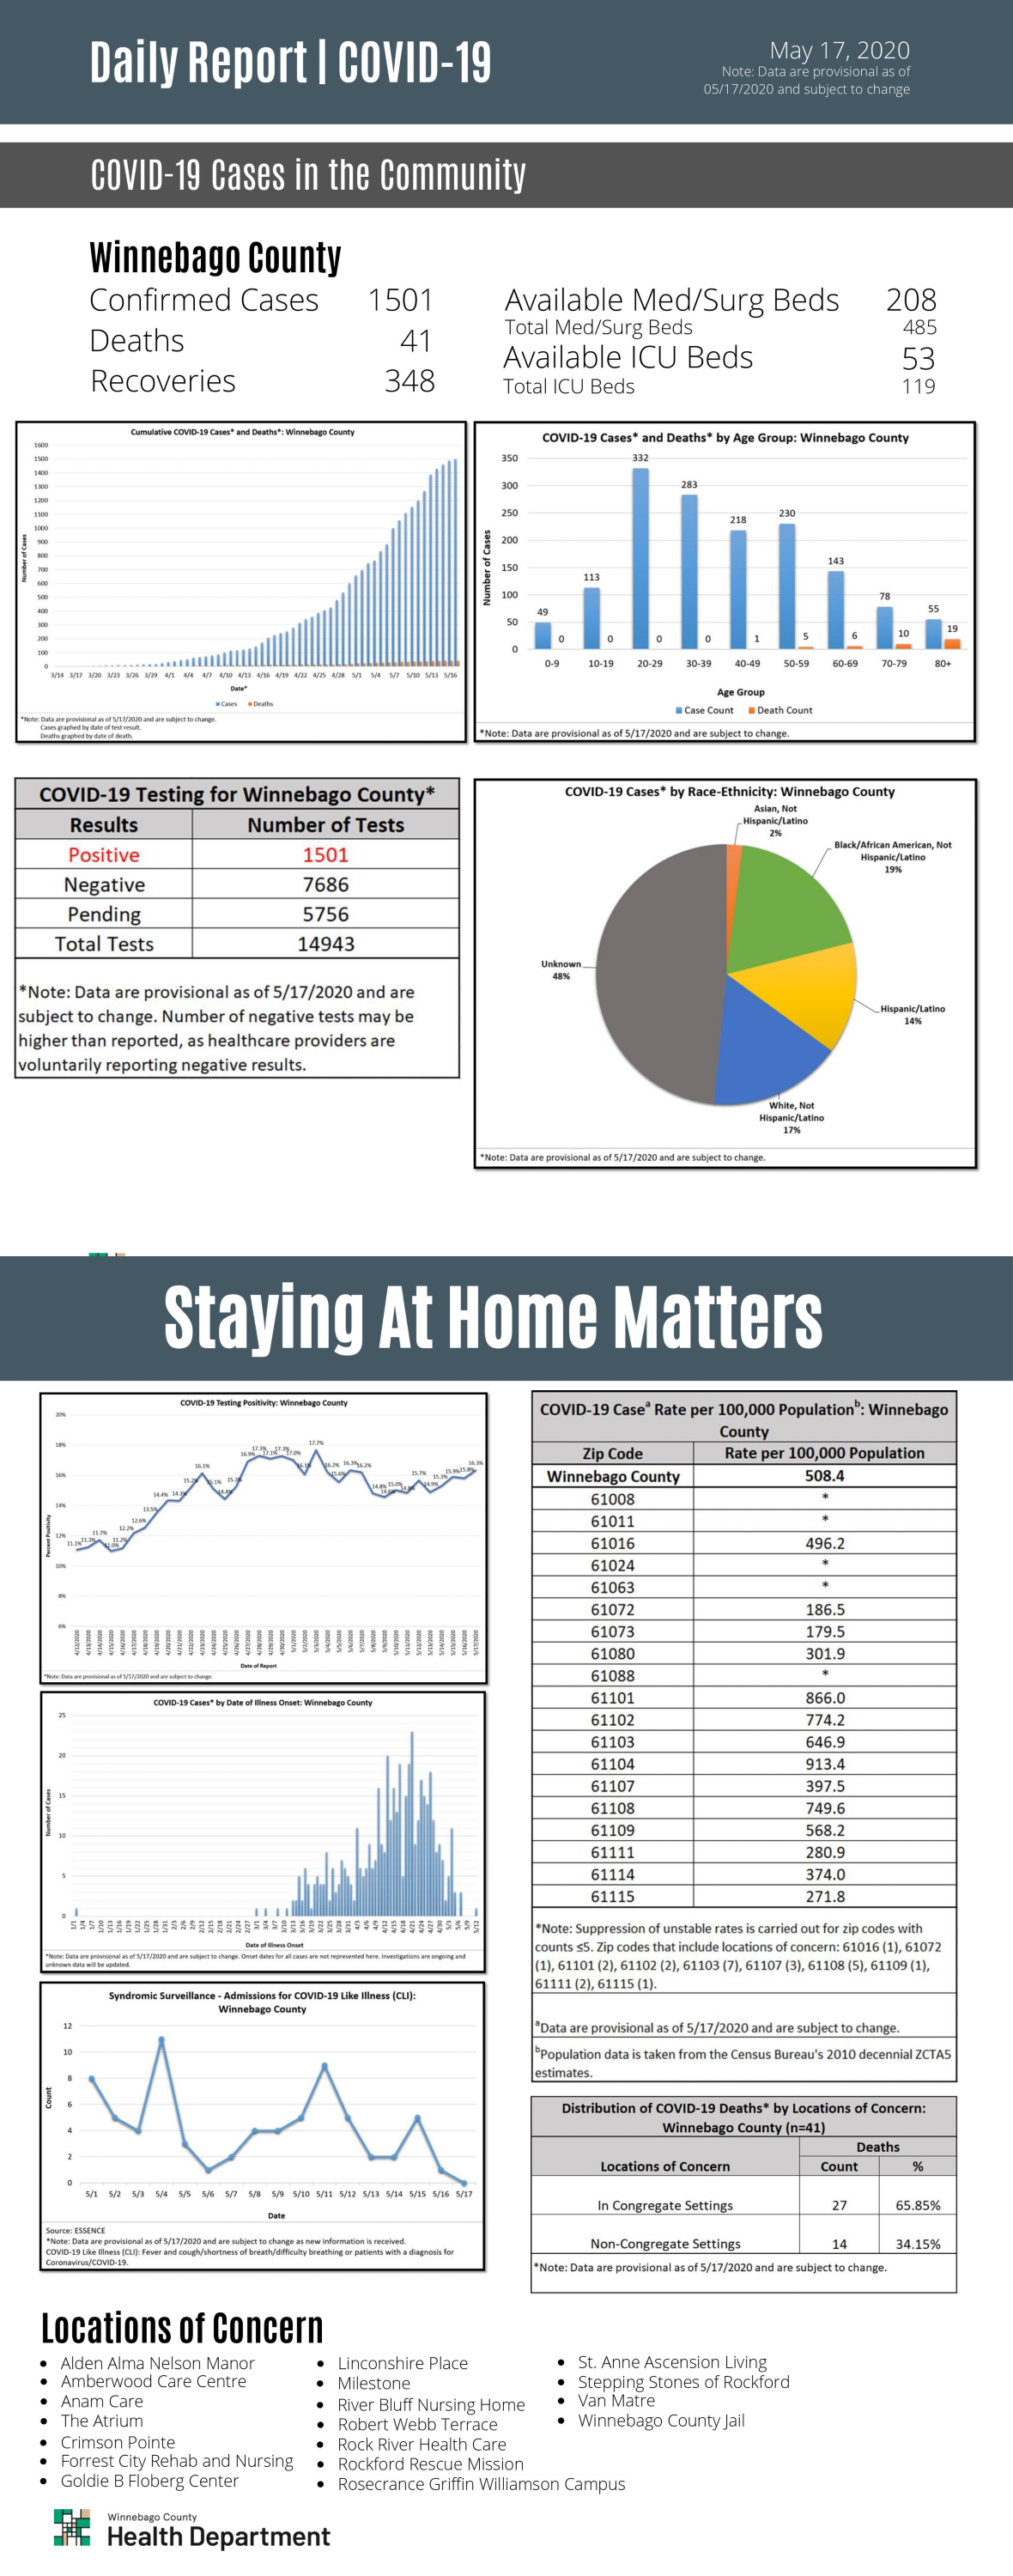 Daily Report | COVID-19
May 17, 2020
Note: Data are provisional as of
05/17/2020 and subject to change
COVID-19 Cases in the Community
Winnebago County
Confirmed Cases 1501
Deaths 41
Recoveries 348
Available Med/Surg Beds 208
Total Med/Surg Beds 485
Available ICU Beds 53
Total ICU Beds 119
Cumulative COVID-19 Cases* and Deaths*: Winnebago County
1600
1500
1400
1300
1200
1100
1000
900
800
700
600
500
400
300
200
100
0
Number of Cases
3/14 3/17 3/20 3/23 3/26 3/29 4/1 4/4 4/7 4/10 4/13 4/16 4/19 4/22 4/25 4/28 5/1 5/4 5/7 5/10 5/13 5/16
Date*
Cases Deaths
*Note: Data are provisional as of 5/17/2020 and are subject to change.
Cases graphed by date of test result.
Deaths graphed by date of death.
COVID-19 Cases* and Deaths* by Age Group: Winnebago County
350
300
250
200
150
100
50
0
Number of Cases
49 0 113 0 332 0 283 0 218 1 230 5 143 6 78 10 55 19
0-9 10-19 20-29 30-39 40-49 50-59 60-69 70-79 80+
Age Group
Case Count Death Count
*Note: Data are provisional as of 5/17/2020 and are subject to change.
COVID-19 Testing for Winnebago County*
Results Number of Tests
Positive 1501
Negative 7686
Pending 5756
Total Tests 14943
*Note: Data are provisional as of 5/17/2020 and are
subject to change. Number of negative tests may be
higher than reported, as healthcare providers are
voluntarily reporting negative results.
COVID-19 Cases* by Race-Ethnicity: Winnebago County
Asian, Not
Hispanic/Latino
2%
Black/African American, Not
Hispanic/Latino
19%
Unknown
48%
Hispanic/Latino
14%
White, Not
Hispanic/Latino
17%
*Note: Data are provisional as of 5/17/2020 and are subject to change.
Staying At Home Matters
COVID-19 Testing Positivity: Winnebago County
20%
18%
16%
14%
12%
10%
8%
6%
Percent Positivity
11.1% 11.3% 11.7% 11.0% 11.2% 12.2% 12.6% 13.5% 14.4% 14.3% 15.2% 16.1% 15.1% 14.4% 15.3% 16.9% 17.3% 17.1% 17.3% 17.0% 17.7% 16.2% 15.6% 16.3% 16.2% 14.8% 15.0% 15.7% 14.9% 15.3% 15.9% 15.8% 16.3%
4/12/2020 4/13/2020 4/14/2020 4/15/2020 4/16/2020 4/17/2020 4/18/2020 4/19/2020 4/20/2020 4/21/2020 4/22/2020 4/23/2020 4/24/2020 4/25/2020 4/26/2020 4/27/2020 4/28/2020 4/29/2020 4/30/2020 5/1/2020 5/2/2020 5/3/2020 5/4/2020 5/5/2020 5/6/2020 5/7/2020 5/8/2020 5/9/2020 5/10/2020 5/11/2020 5/12/2020 5/13/2020 5/14/2020 5/15/2020 5/16/2020 5/17/2020
Date of Report
*Note: Data are provisional as of 5/17/2020 and are subject to change.
COVID-19 Cases* by Date of Illness Onset: Winnebago County
25
20
15
10
5
0
Number of Cases
1/1 1/4 1/7 1/10 1/13 1/16 1/19 1/22 1/25 1/28 1/31 2/3 2/6 2/9 2/12 2/15 2/18 2/21 2/24 2/27 3/1 3/4 3/7 3/10 3/13 3/16 3/19 3/22 3/25 3/28 3/31 4/3 4/6 4/9 4/12 4/15 4/18 4/21 4/24 4/27 4/30 5/3 5/6 5/9 5/12
Date of Illness Onset
*Note: Data are provisional as of 5/17/2020 and are subject to change. Onset dates for all cases are not represented here. Investigations are ongoing and
unknown data will be updated.
Syndromic Surveillance - Admissions for COVID-19 Like Illness (CLI):
Winnebago County
12
10
8
6
4
2
0
Count
5/1 5/2 5/3 5/4 5/5 5/6 5/7 5/8 5/9 5/10 5/11 5/12 5/13 5/14 5/15 5/16 5/17
Date
Source: ESSENCE
*Note: Data are provisional as of 5/17/2020 and are subject to change as new information is received.
COVID-19 Like Illness (CLI): Fever and cough/shortness of breath/difficulty breathing or patients with a diagnosis for
Coronavirus/COVID-19.
COVID-19 Caseᵃ Rate per 100,000 Populationᵇ: Winnebago
County
Zip Code Rate per 100,000 Population
Winnebago County 508.4
61008 *
61011 *
61016 496.2
61024 *
61063 *
61072 186.5
61073 179.5
61080 301.9
61088 *
61101 866.0
61102 774.2
61103 646.9
61104 913.4
61107 397.5
61108 749.6
61109 568.2
61111 280.9
61114 374.0
61115 271.8
*Note: Suppression of unstable rates is carried out for zip codes with
counts ≤5. Zip codes that include locations of concern: 61016 (1), 61072
(1), 61101 (2), 61102 (2), 61103 (7), 61107 (3), 61108 (5), 61109 (1),
61111 (2), 61115 (1).
ᵃData are provisional as of 5/17/2020 and are subject to change.
ᵇPopulation data is taken from the Census Bureau's 2010 decennial ZCTA5
estimates.
Distribution of COVID-19 Deaths* by Locations of Concern:
Winnebago County (n=41)
Deaths
Locations of Concern Count %
In Congregate Settings 27 65.85%
Non-Congregate Settings 14 34.15%
*Note: Data are provisional as of 5/17/2020 and are subject to change.
Locations of Concern
Alden Alma Nelson Manor
Amberwood Care Centre
Anam Care
The Atrium
Crimson Pointe
Forrest City Rehab and Nursing
Goldie B Floberg Center
Linconshire Place
Milestone
River Bluff Nursing Home
Robert Webb Terrace
Rock River Health Care
Rockford Rescue Mission
Rosecrance Griffin Williamson Campus
St. Anne Ascension Living
Stepping Stones of Rockford
Van Matre
Winnebago County Jail
Winnebago County
Health Department